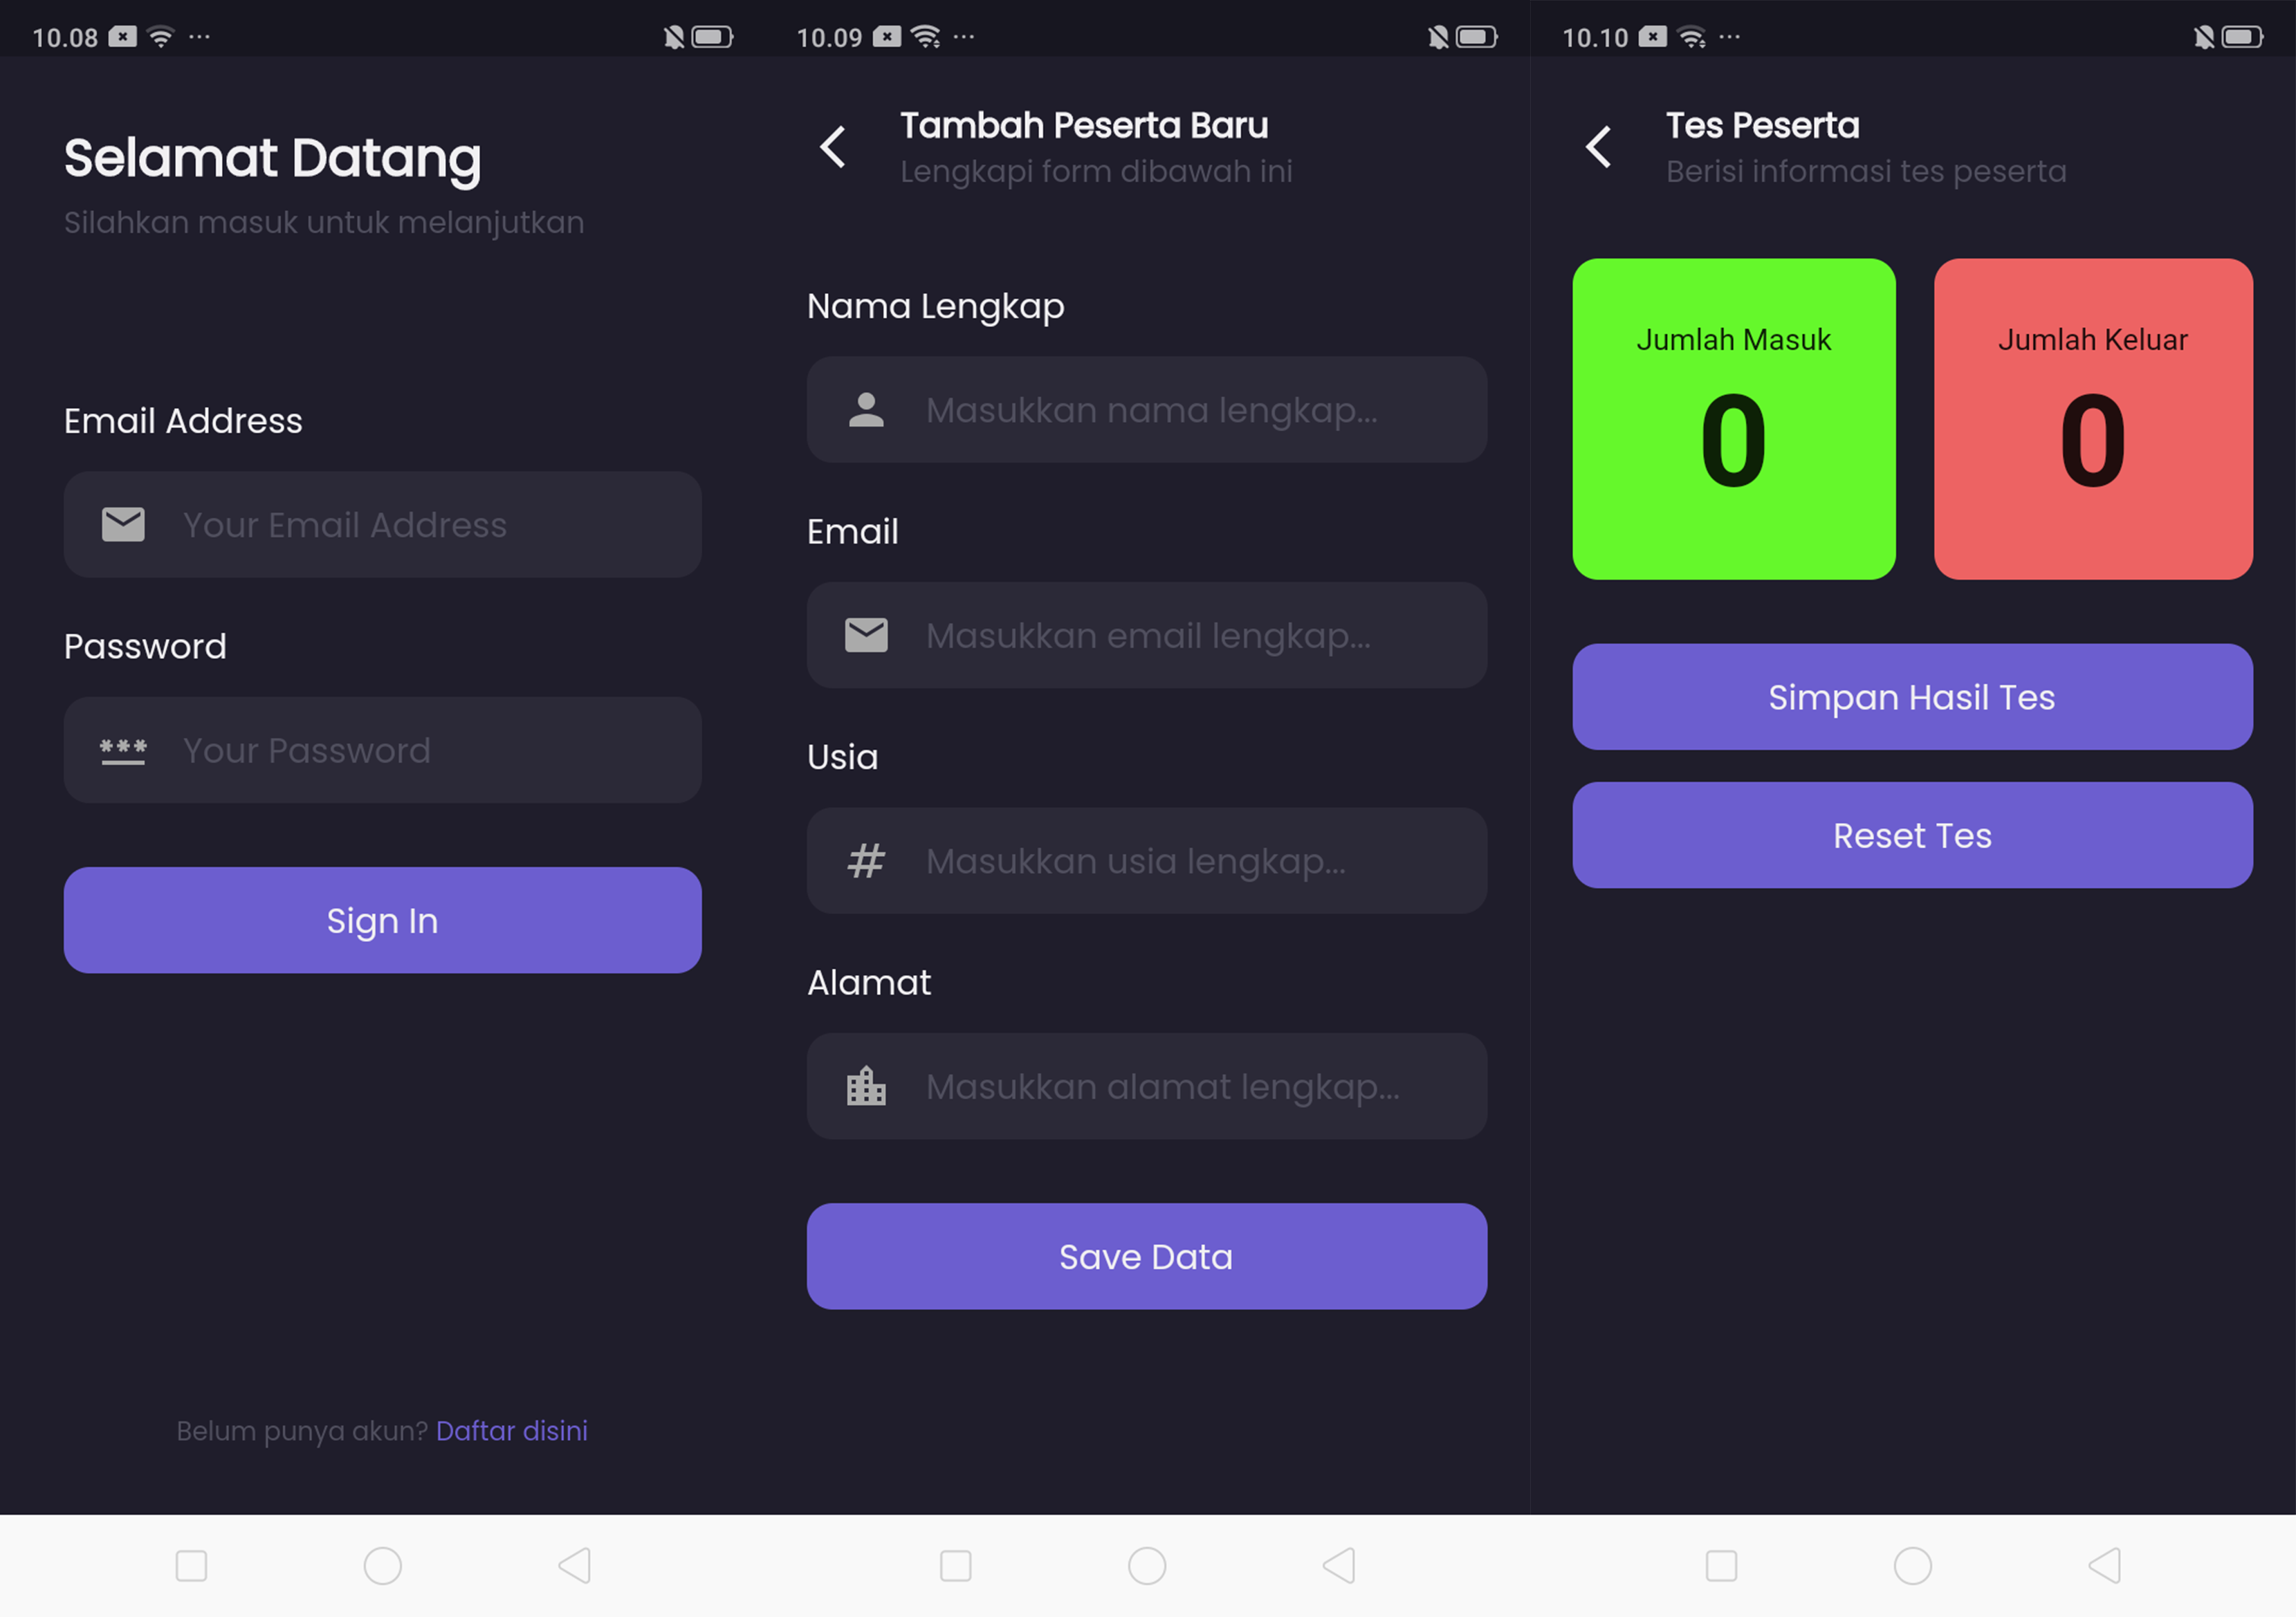 10.08
Selamat Datang
Silahkan masuk untuk melanjutkan
Email Address
Your Email Address
Password
Your Password
Sign In
Belum punya akun? Daftar disini
10.09
Tambah Peserta Baru
Lengkapi form dibawah ini
Nama Lengkap
Masukkan nama lengkap...
Email
Masukkan email lengkap...
Usia
Masukkan usia lengkap...
Alamat
Masukkan alamat lengkap...
Save Data
10.10
Tes Peserta
Berisi informasi tes peserta
Jumlah Masuk
0
Jumlah Keluar
0
Simpan Hasil Tes
Reset Tes